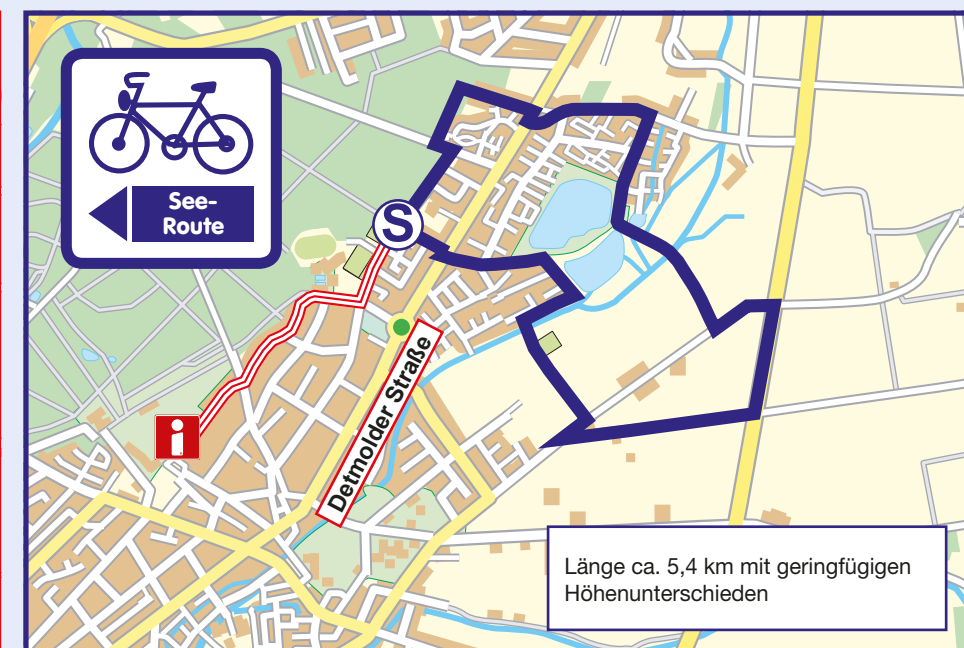 See-
Route
S
i
Detmolder Straße
Länge ca. 5,4 km mit geringfügigen
Höhenunterschieden